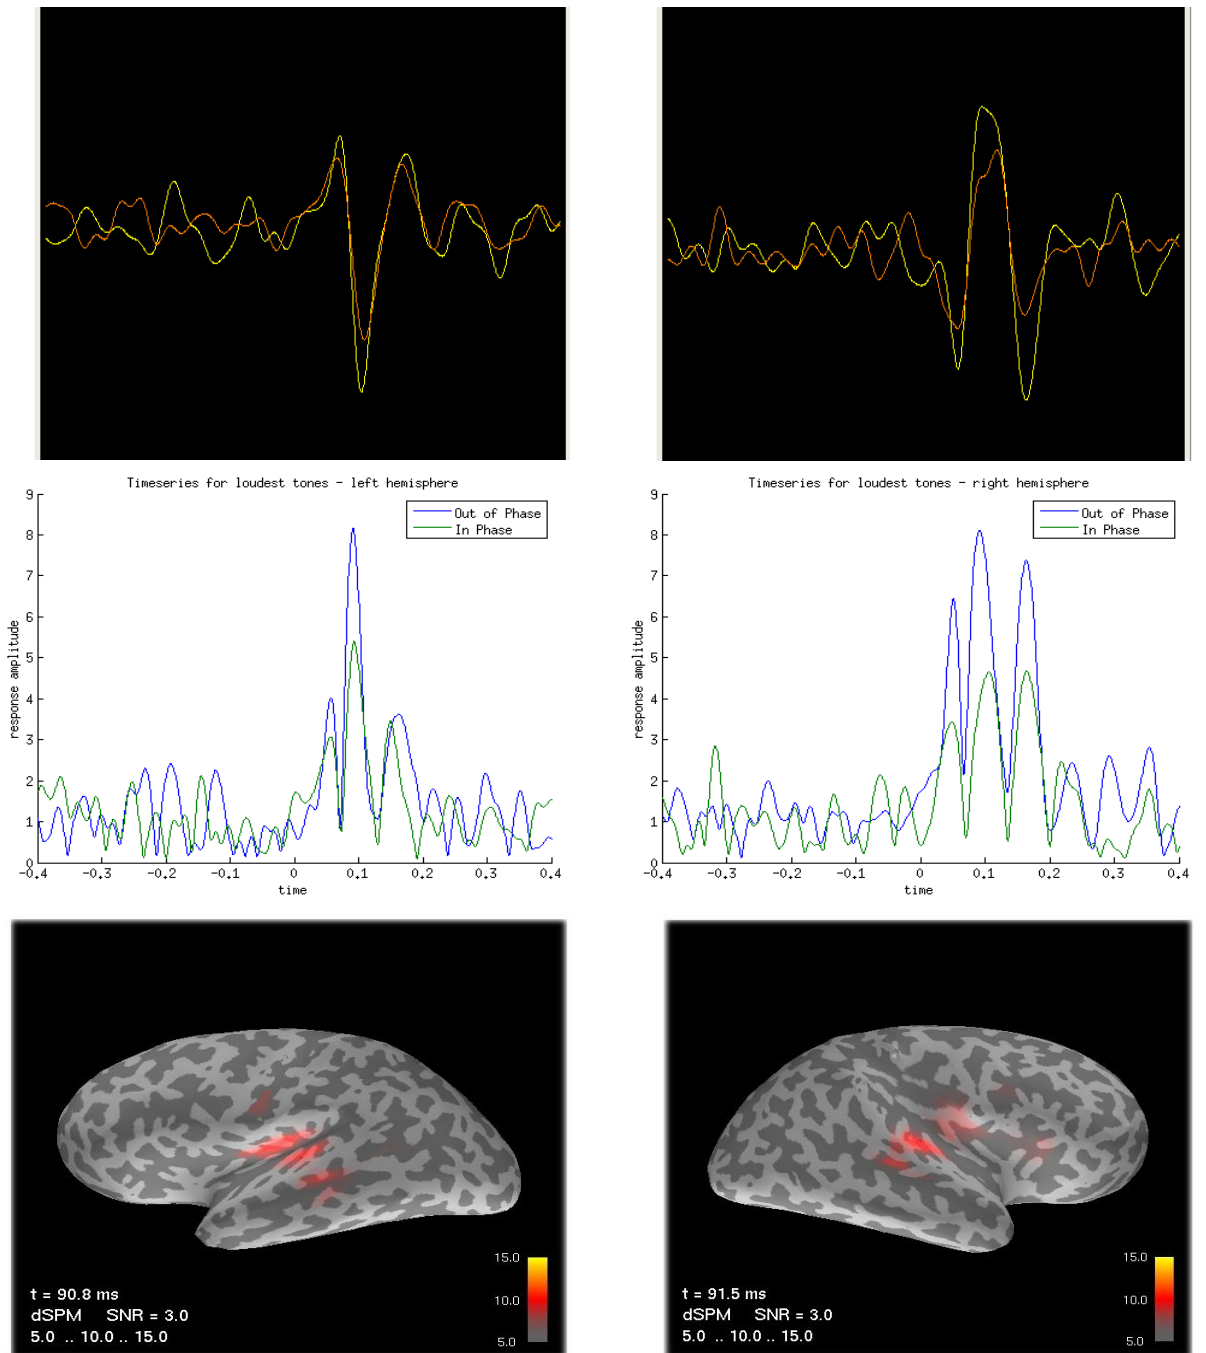 Timeseries for loudest tones - left hemisphere
9
8
7
6
5
4
3
2
1
0
response amplitude
Out of Phase
In Phase
-0.4
-0.3
-0.2
-0.1
0
0.1
0.2
0.3
0.4
time
Timeseries for loudest tones - right hemisphere
9
8
7
6
5
4
3
2
1
0
response amplitude
Out of Phase
In Phase
-0.4
-0.3
-0.2
-0.1
0
0.1
0.2
0.3
0.4
time
t = 90.8 ms
dSPM SNR = 3.0
5.0 .. 10.0 .. 15.0
15.0
10.0
5.0
t = 91.5 ms
dSPM SNR = 3.0
5.0 .. 10.0 .. 15.0
15.0
10.0
5.0